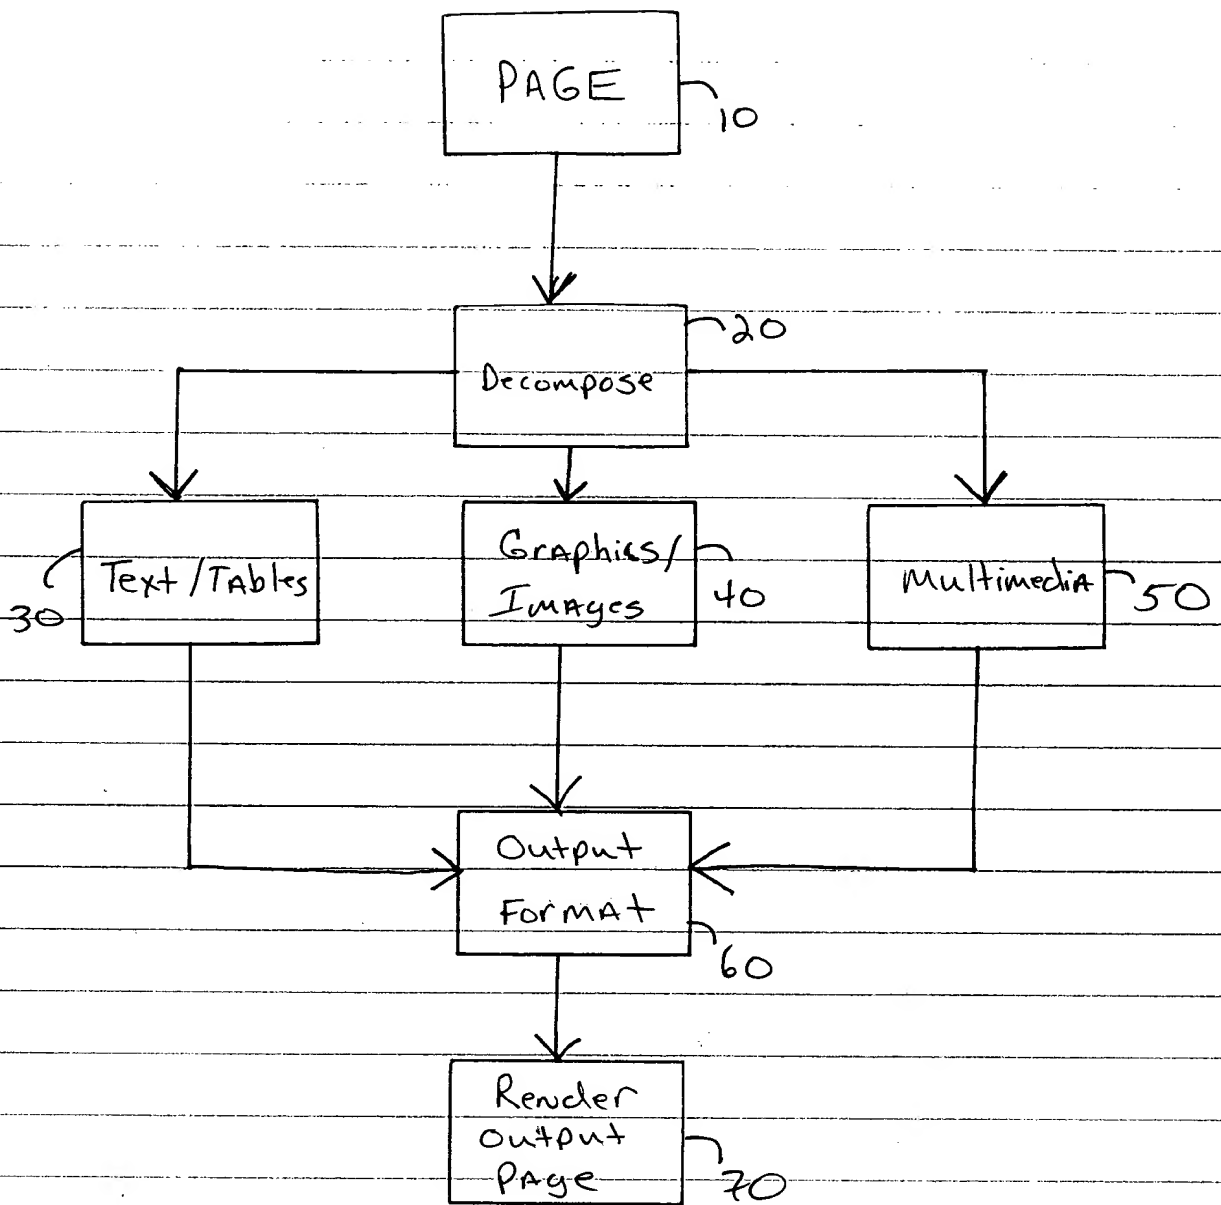 PAGE
10
20
Decompose
Text/Tables
30
Graphics/
Images
40
Multimedia
50
Output
Format
60
Render
Output
Page
70